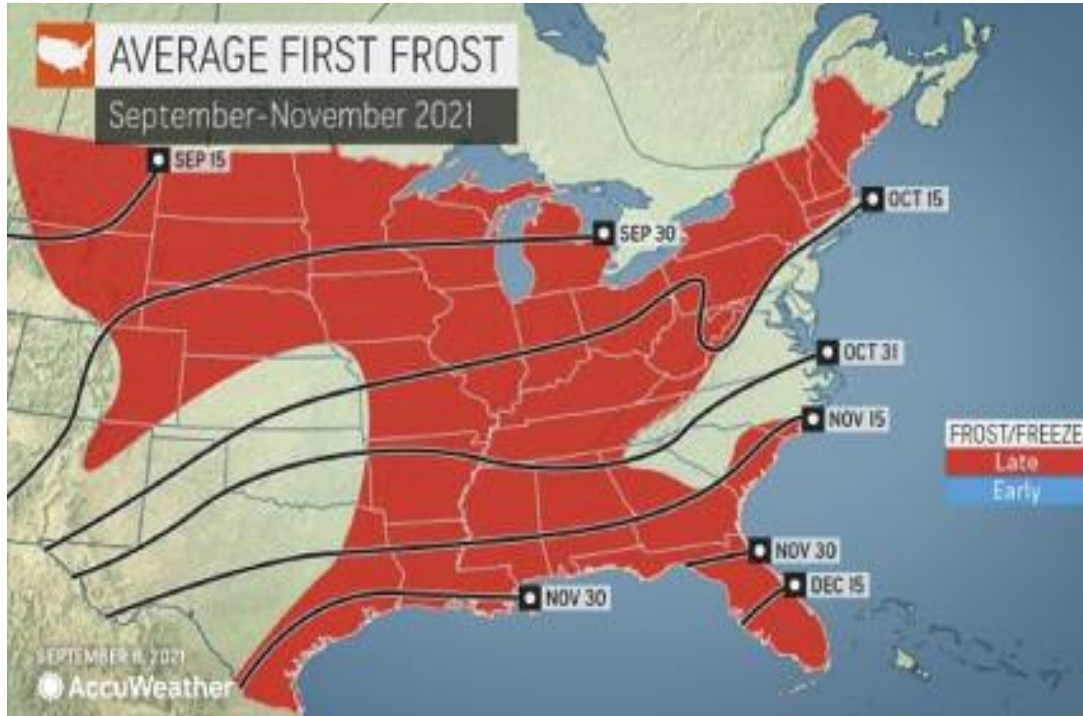 AVERAGE FIRST FROST
September-November 2021
SEP 15
OCT 15
SEP 30
OCT 31
NOV 15
FROST/FREEZE
Late
Early
NOV 30
DEC 15
NOV 30
SEPTEMBER 8, 2021
AccuWeather